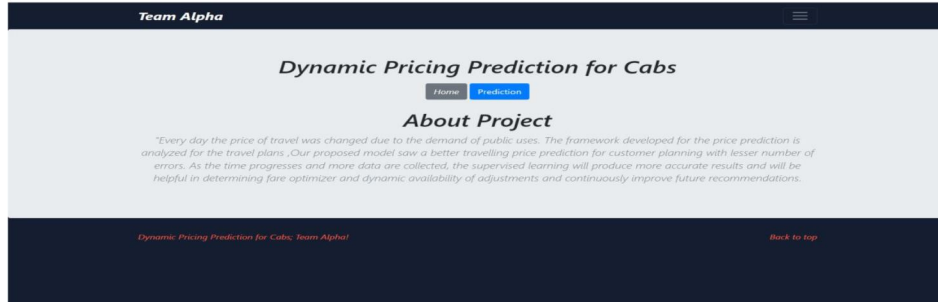 Team Alpha
Dynamic Pricing Prediction for Cabs
Home Prediction
About Project
"Every day the price of travel was changed due to the demand of public uses. The framework developed for the price prediction is
analyzed for the travel plans ,Our proposed model saw a better travelling price prediction for customer planning with lesser number of
errors. As the time progresses and more data are collected, the supervised learning will produce more accurate results and will be
helpful in determining fare optimizer and dynamic availability of adjustments and continuously improve future recommendations.
Dynamic Pricing Prediction for Cabs; Team Alpha! Back to top